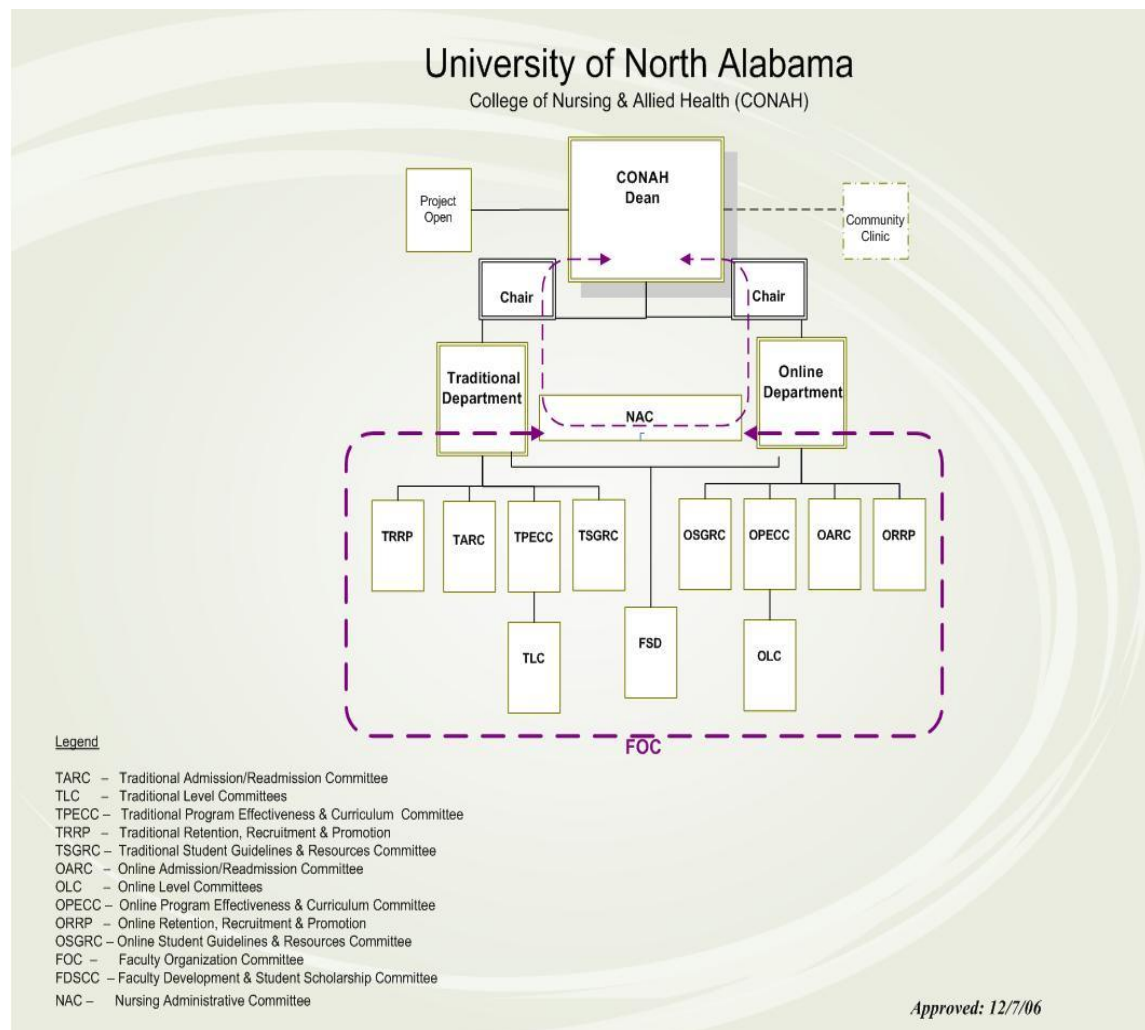 University of North Alabama
College of Nursing & Allied Health (CONAH)
CONAH
Dean
Project
Open
Community
Clinic
Chair
Chair
Traditional
Department
Online
Department
NAC
TRRP
TARC
TPECC
TSGRC
OSGRC
OPECC
OARC
ORRP
TLC
FSD
OLC
FOC
Legend
TARC – Traditional Admission/Readmission Committee
TLC – Traditional Level Committees
TPECC – Traditional Program Effectiveness & Curriculum Committee
TRRP – Traditional Retention, Recruitment & Promotion
TSGRC – Traditional Student Guidelines & Resources Committee
OARC – Online Admission/Readmission Committee
OLC – Online Level Committees
OPECC – Online Program Effectiveness & Curriculum Committee
ORRP – Online Retention, Recruitment & Promotion
OSGRC – Online Student Guidelines & Resources Committee
FOC – Faculty Organization Committee
FDSCC – Faculty Development & Student Scholarship Committee
NAC – Nursing Administrative Committee
Approved: 12/7/06